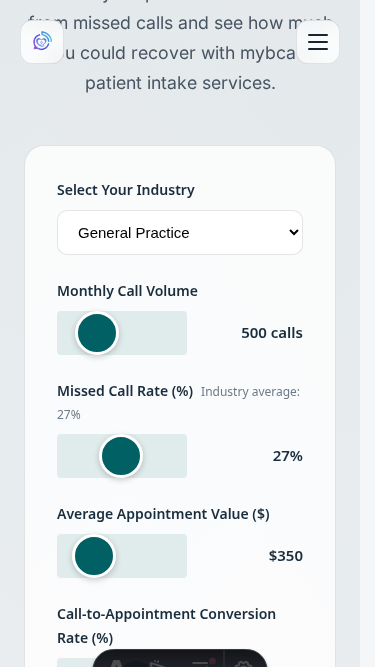 from missed calls and see how much
u could recover with mybca
patient intake services.
Select Your Industry
General Practice
Monthly Call Volume
500 calls
Missed Call Rate (%) Industry average:
27%
27%
Average Appointment Value ($)
$350
Call-to-Appointment Conversion
Rate (%)